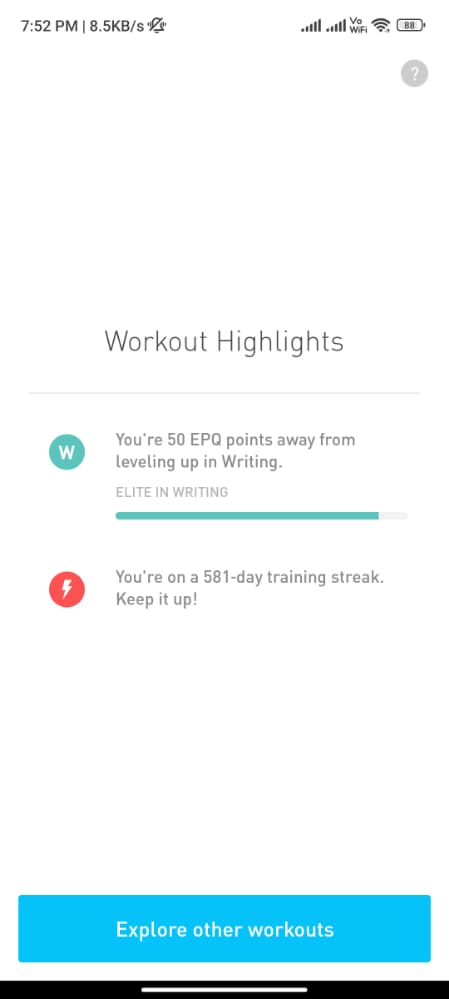 7:52 PM | 8.5KB/s
Vo
WiFi
88
?
Workout Highlights
W
You're 50 EPQ points away from
leveling up in Writing.
ELITE IN WRITING
You're on a 581-day training streak.
Keep it up!
Explore other workouts